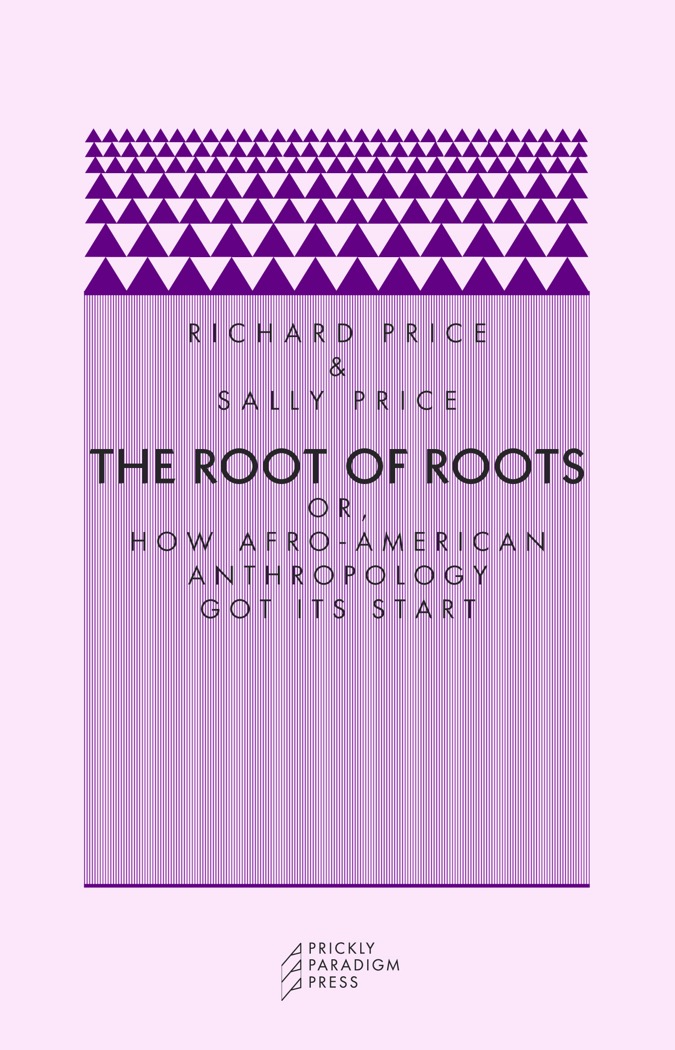 RICHARD PRICE
&
SALLY PRICE
THE ROOT OF ROOTS
OR,
HOW AFRO-AMERICAN
ANTHROPOLOGY
GOT ITS START
PRICKLY
PARADIGM
PRESS